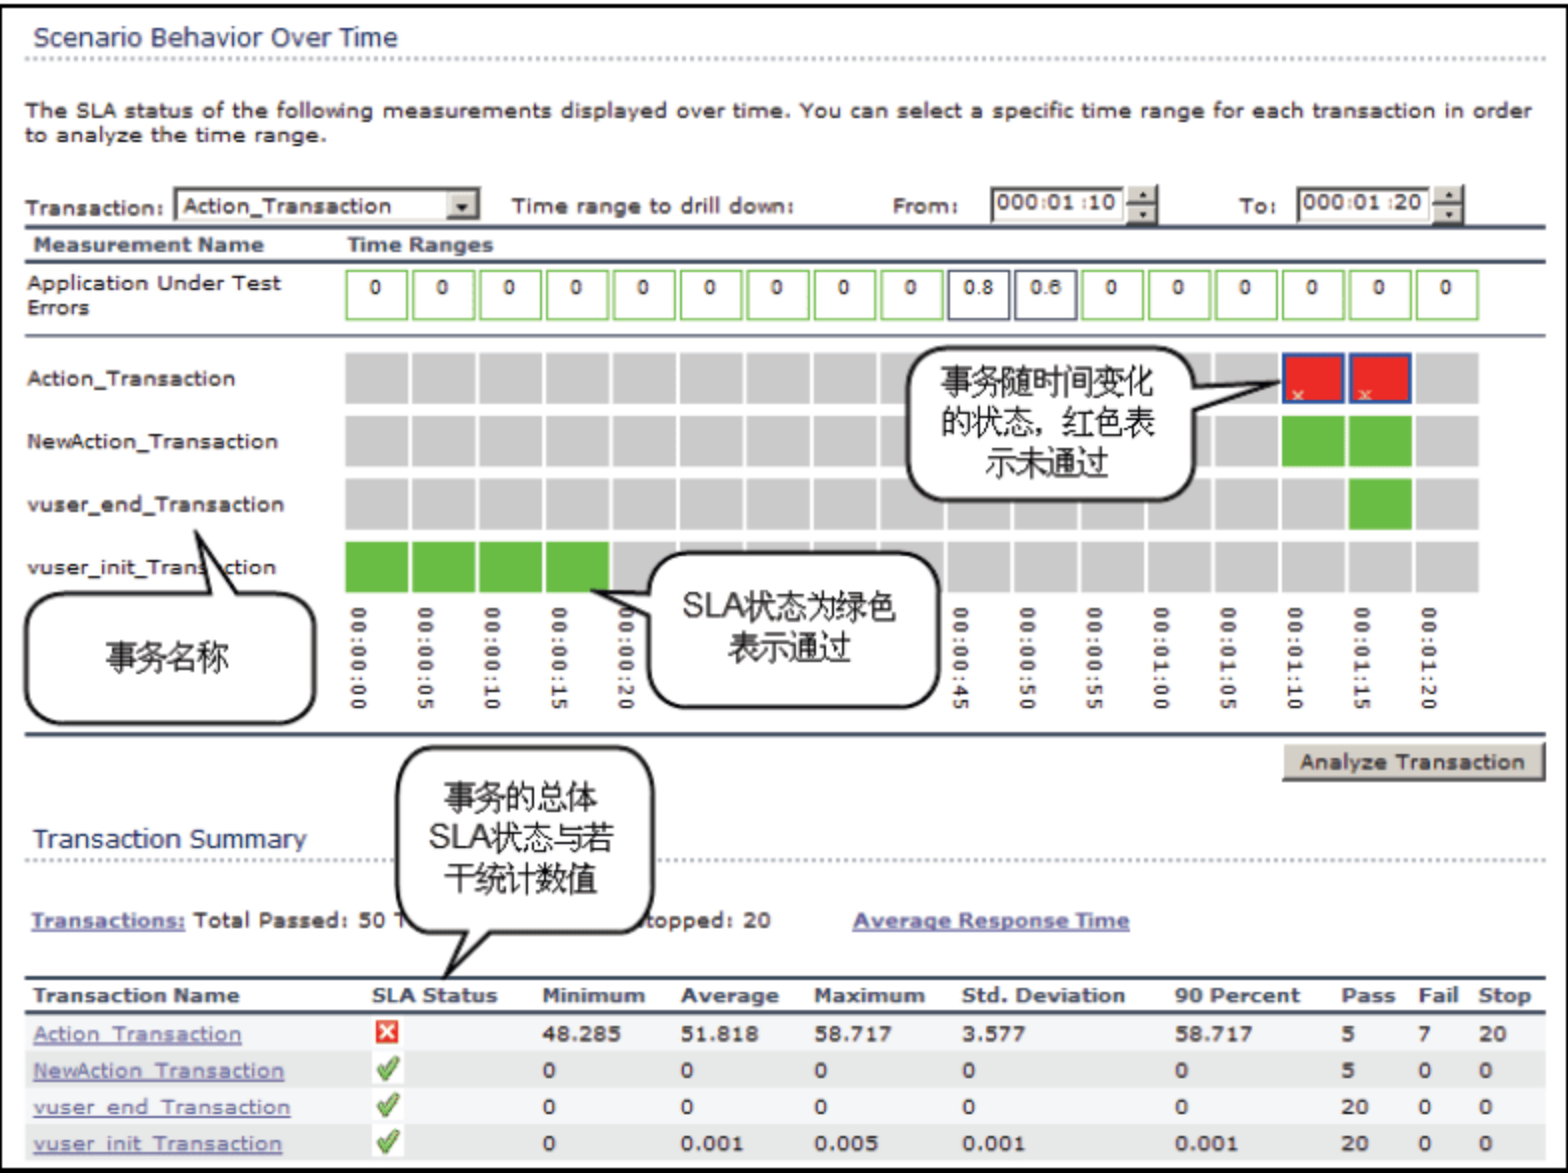 Scenario Behavior Over Time
The SLA status of the following measurements displayed over time. You can select a specific time range for each transaction in order
to analyze the time range.
Transaction: Action_Transaction Time range to drill down: From: 000:01:10 To: 000:01:20
Measurement Name Time Ranges
Application Under Test
Errors
0 0 0 0 0 0 0 0 0 0.8 0.6 0 0 0 0 0 0
Action_Transaction
NewAction_Transaction
vuser_end_Transaction
vuser_init_Transaction
事务随时间变化
的状态，红色表
示未通过
事务名称
SLA状态为绿色
表示通过
00:00:00 00:00:05 00:00:10 00:00:15 00:00:20 00:00:45 00:00:50 00:00:55 00:01:00 00:01:05 00:01:10 00:01:15 00:01:20
Analyze Transaction
事务的总体
SLA状态与若
干统计数值
Transaction Summary
Transactions: Total Passed: 50 topped: 20 Average Response Time
Transaction Name SLA Status Minimum Average Maximum Std. Deviation 90 Percent Pass Fail Stop
Action_Transaction 48.285 51.818 58.717 3.577 58.717 5 7 20
NewAction_Transaction 0 0 0 0 0 5 0 0
vuser_end_Transaction 0 0 0 0 0 20 0 0
vuser_init_Transaction 0 0.001 0.005 0.001 0.001 20 0 0